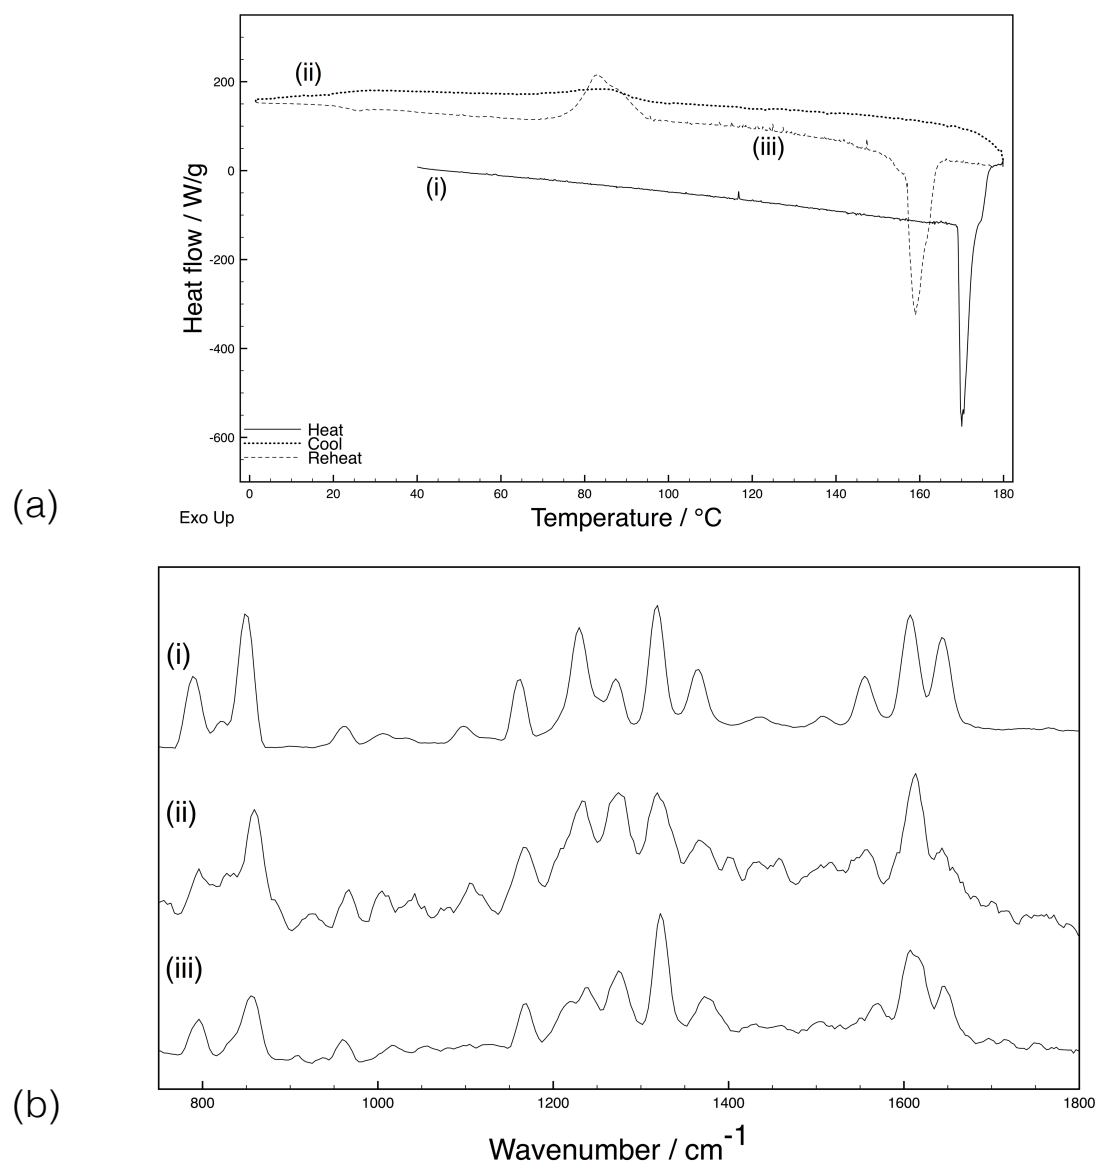 (ii)
200
(iii)
0
(i)
Heat flow / W/g
-200
-400
Heat
Cool
-600
Reheat
(a)
0 20 40 60 80 100 120 140 160 180
Exo Up
Temperature / °C
(i)
(ii)
(iii)
(b)
800 1000 1200 1400 1600 1800
Wavenumber / cm-1